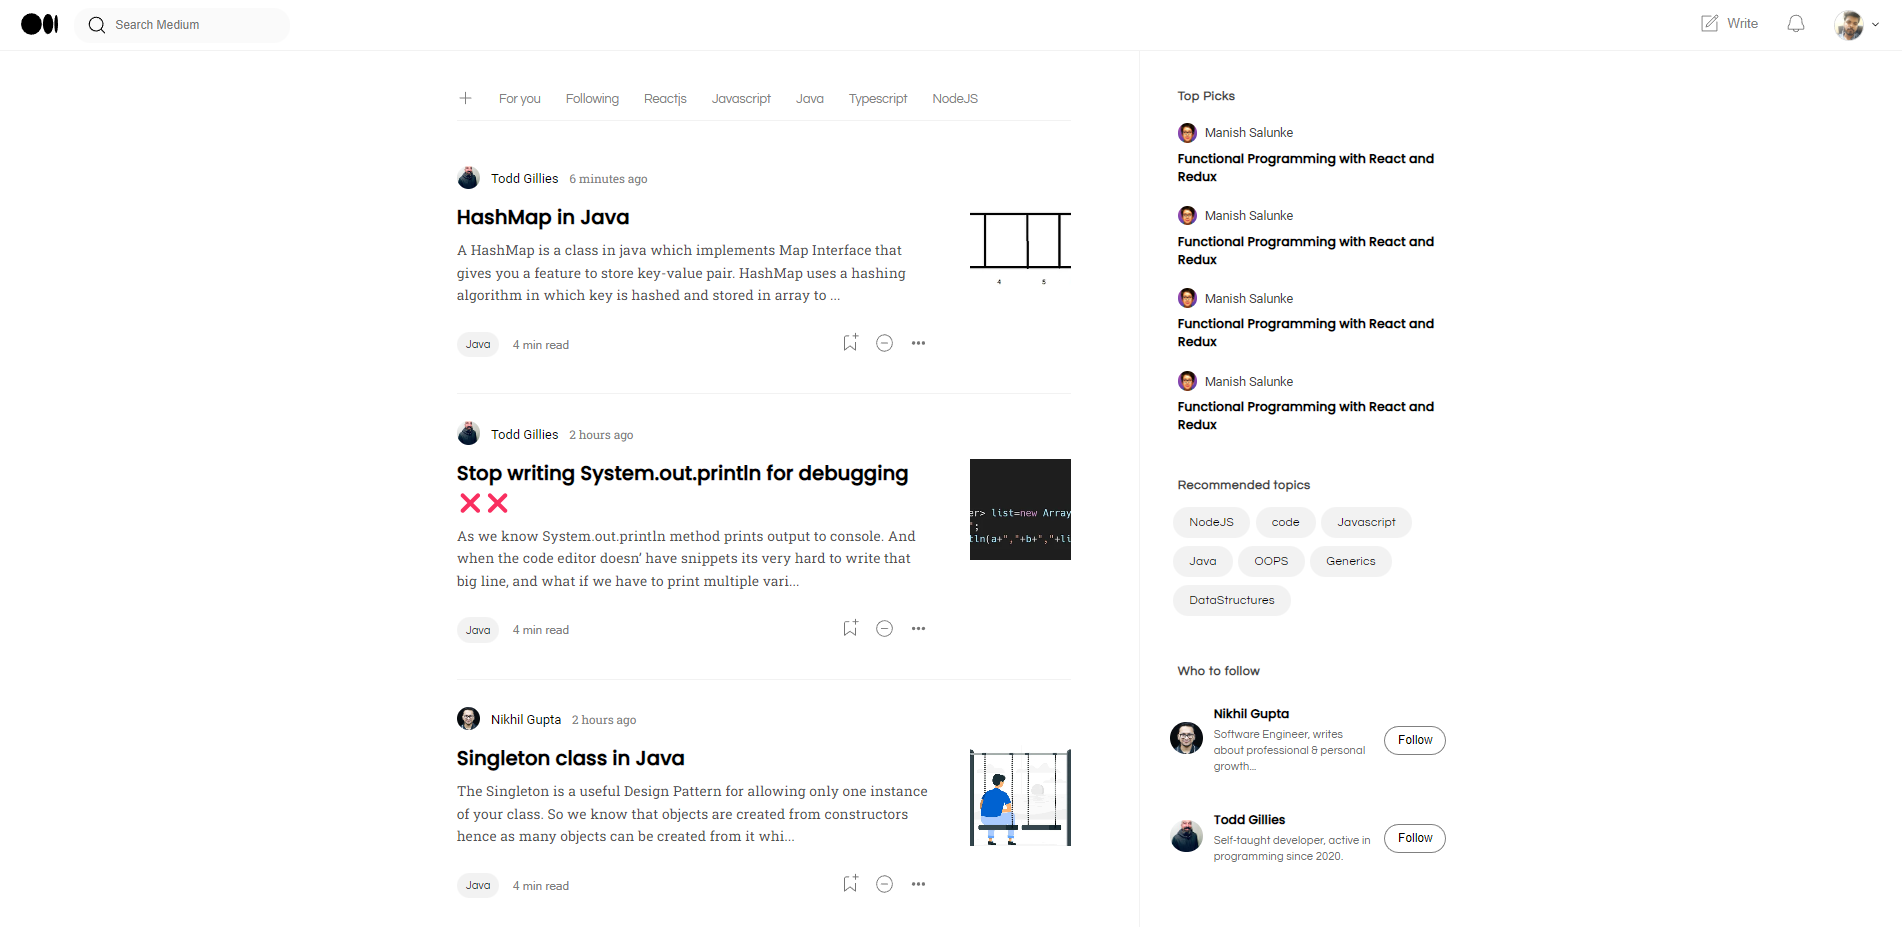 Search Medium
Write
For you Following Reactjs Javascript Java Typescript NodeJS
Todd Gillies 6 minutes ago
HashMap in Java
A HashMap is a class in java which implements Map Interface that
gives you a feature to store key-value pair. HashMap uses a hashing
algorithm in which key is hashed and stored in array to ...
4 5
Java 4 min read
Todd Gillies 2 hours ago
Stop writing System.out.println for debugging
❌❌
As we know System.out.println method prints output to console. And
when the code editor doesn’ have snippets its very hard to write that
big line, and what if we have to print multiple vari...
er> list=new Array
";
tln(a+","+b+","+li
Java 4 min read
Nikhil Gupta 2 hours ago
Singleton class in Java
The Singleton is a useful Design Pattern for allowing only one instance
of your class. So we know that objects are created from constructors
hence as many objects can be created from it whi...
Java 4 min read
Top Picks
Manish Salunke
Functional Programming with React and
Redux
Manish Salunke
Functional Programming with React and
Redux
Manish Salunke
Functional Programming with React and
Redux
Manish Salunke
Functional Programming with React and
Redux
Recommended topics
NodeJS code Javascript
Java OOPS Generics
DataStructures
Who to follow
Nikhil Gupta
Software Engineer, writes
about professional & personal
growth...
Follow
Todd Gillies
Self-taught developer, active in
programming since 2020.
Follow